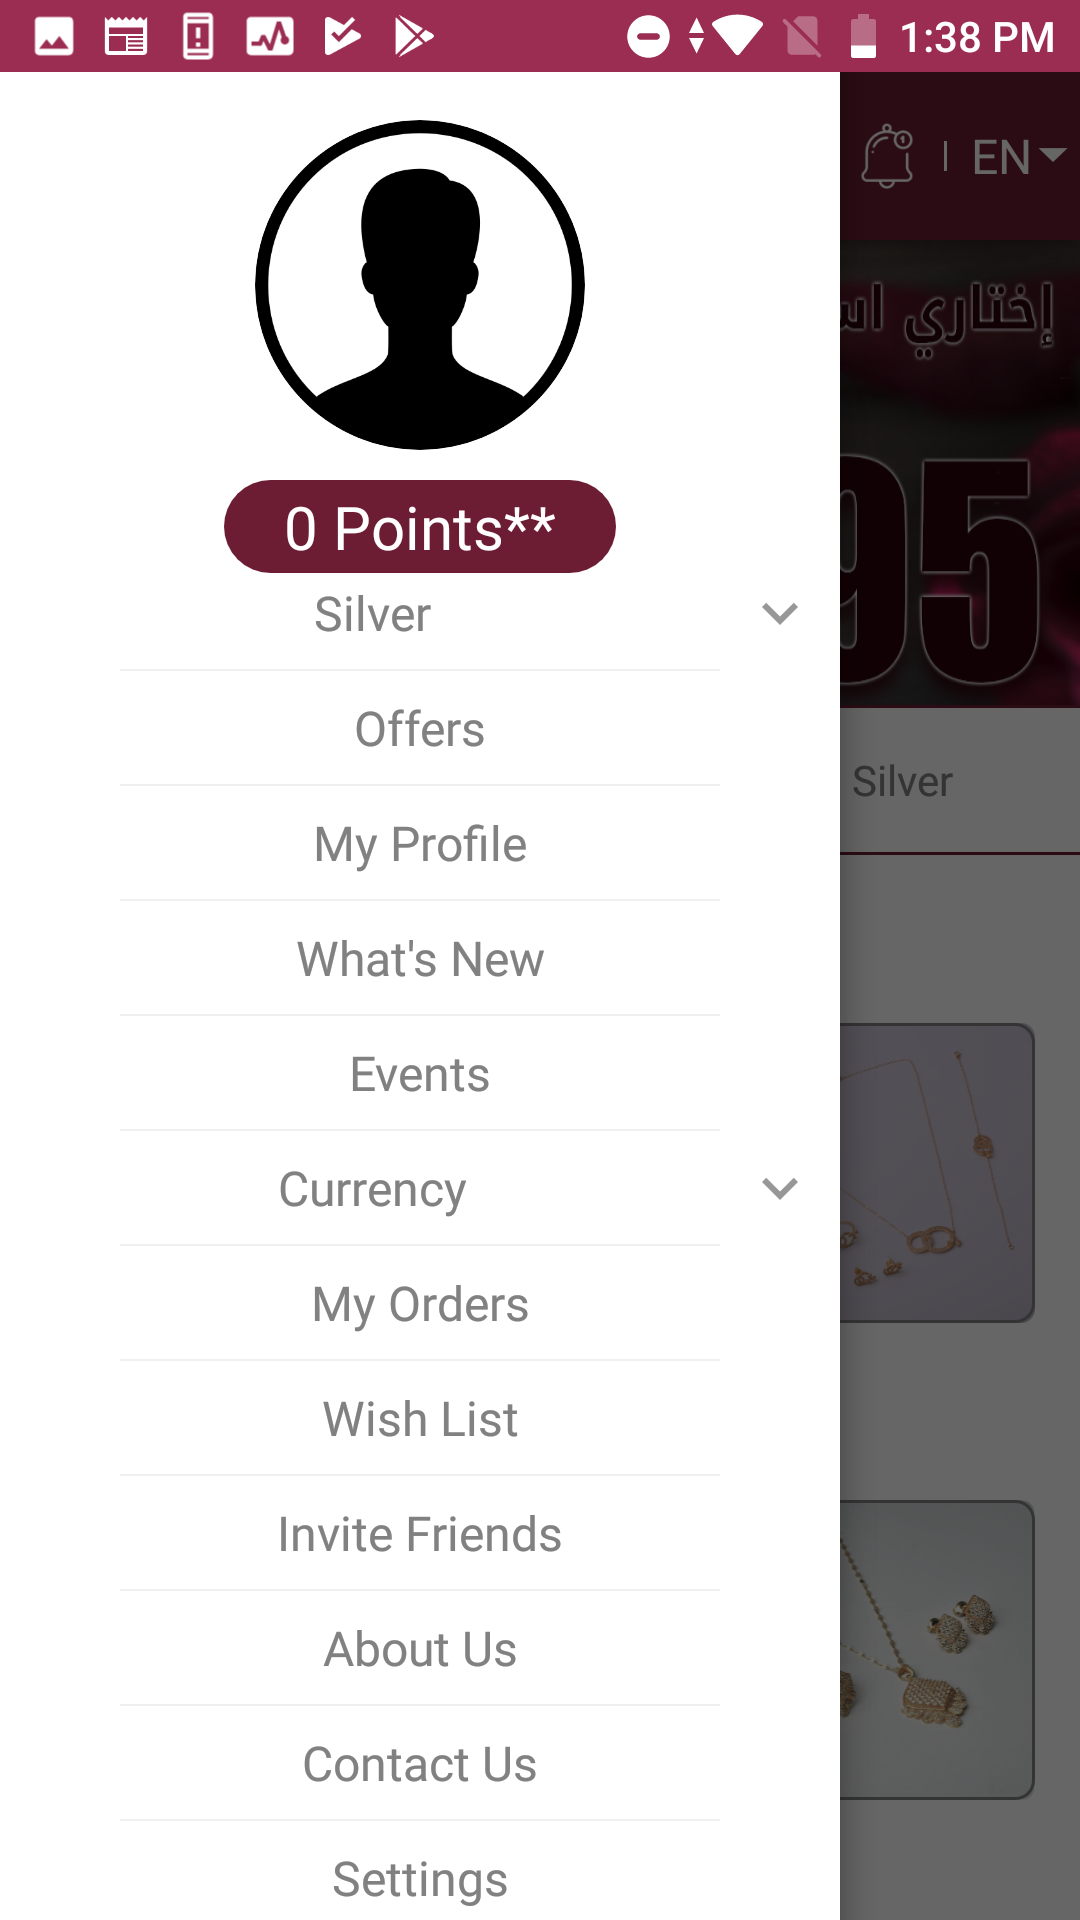 1:38 PM
EN
إختاري
95
0 Points**
Silver
Offers
Silver
My Profile
What's New
Events
Currency
My Orders
Wish List
Invite Friends
About Us
Contact Us
Settings